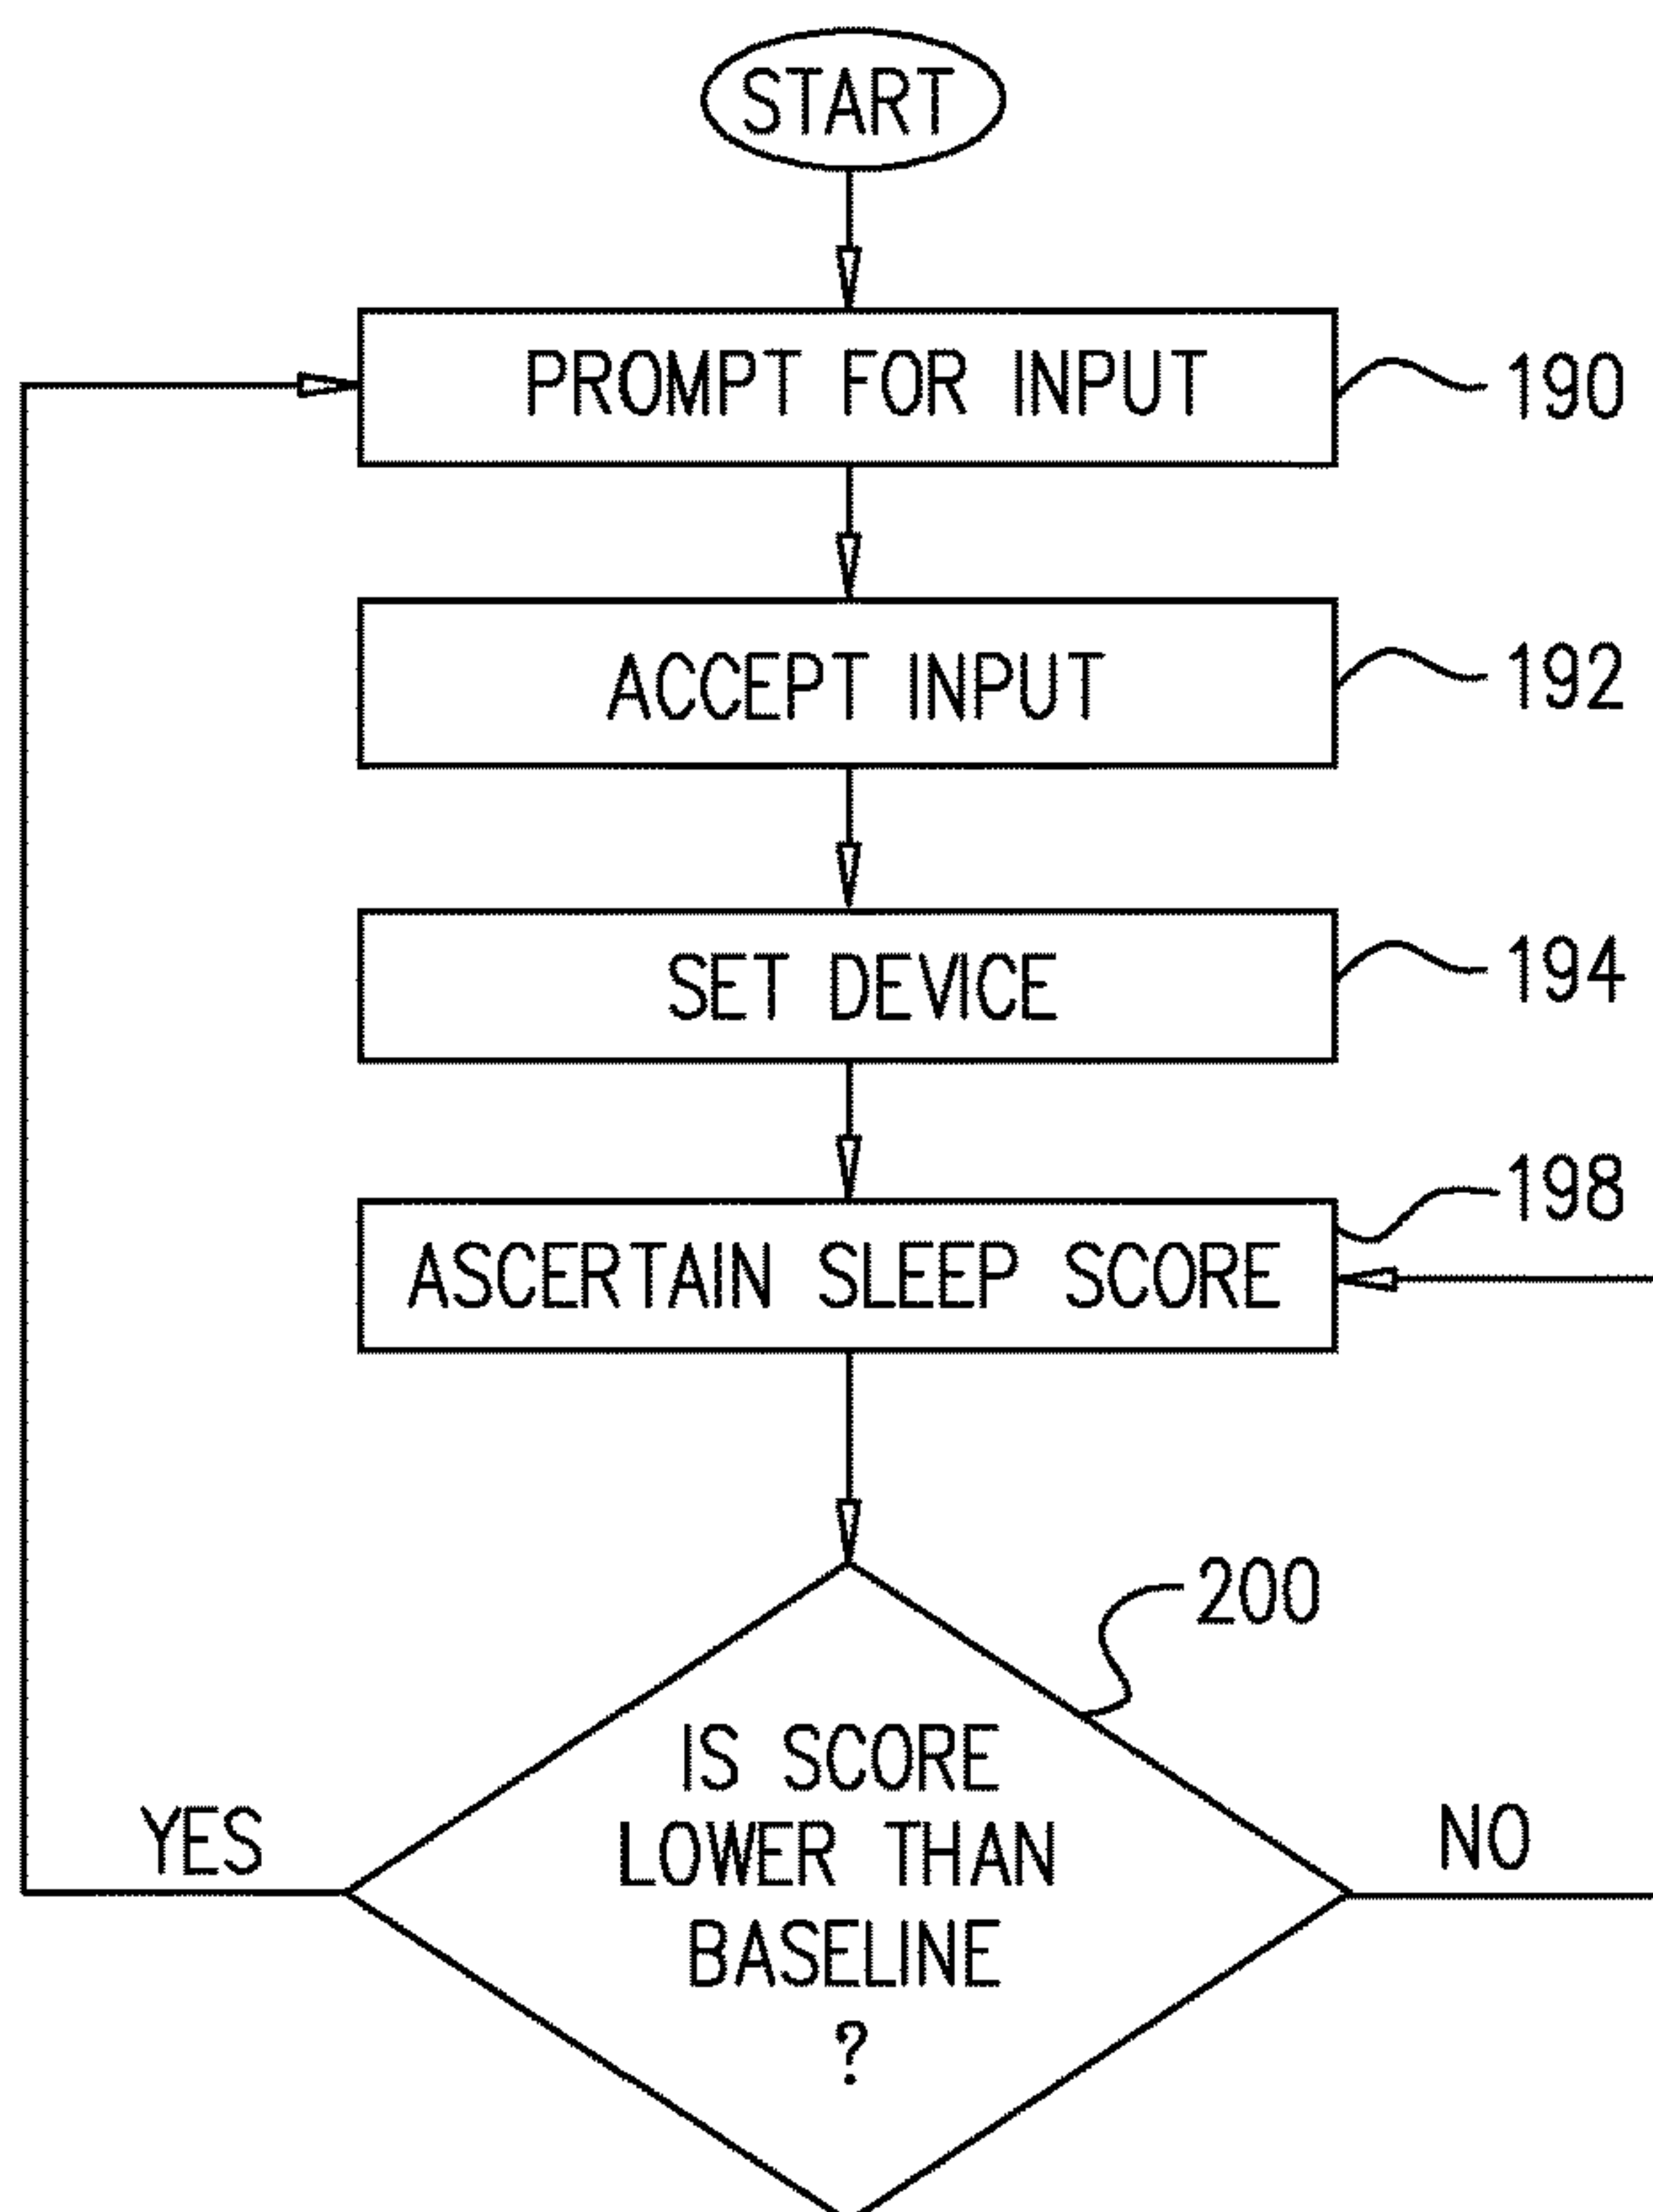 START
PROMPT FOR INPUT
190
ACCEPT INPUT
192
SET DEVICE
194
198
ASCERTAIN SLEEP SCORE
200
IS SCORE
LOWER THAN
BASELINE
?
YES
NO